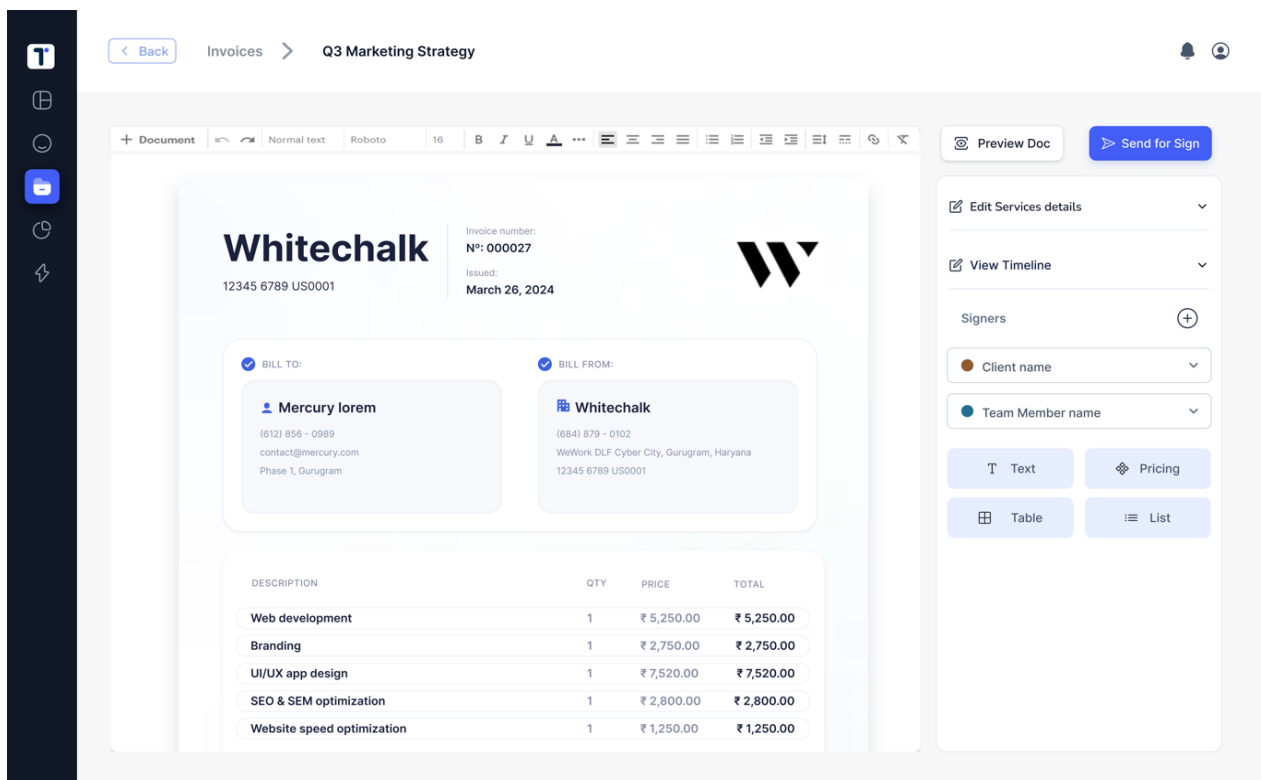 T
Back Invoices Q3 Marketing Strategy
+ Document Normal text Roboto 16 B I U A
Preview Doc Send for Sign
Whitechalk
12345 6789 US0001
Invoice number:
Nº: 000027
Issued:
March 26, 2024
W
BILL TO:
Mercury lorem
(612) 856 - 0989
contact@mercury.com
Phase 1, Gurugram
BILL FROM:
Whitechalk
(684) 879 - 0102
WeWork DLF Cyber City, Gurugram, Haryana
12345 6789 US0001
DESCRIPTION QTY PRICE TOTAL
Web development 1 ₹ 5,250.00 ₹ 5,250.00
Branding 1 ₹ 2,750.00 ₹ 2,750.00
UI/UX app design 1 ₹ 7,520.00 ₹ 7,520.00
SEO & SEM optimization 1 ₹ 2,800.00 ₹ 2,800.00
Website speed optimization 1 ₹ 1,250.00 ₹ 1,250.00
Edit Services details
View Timeline
Signers
Client name
Team Member name
T Text Pricing
Table List